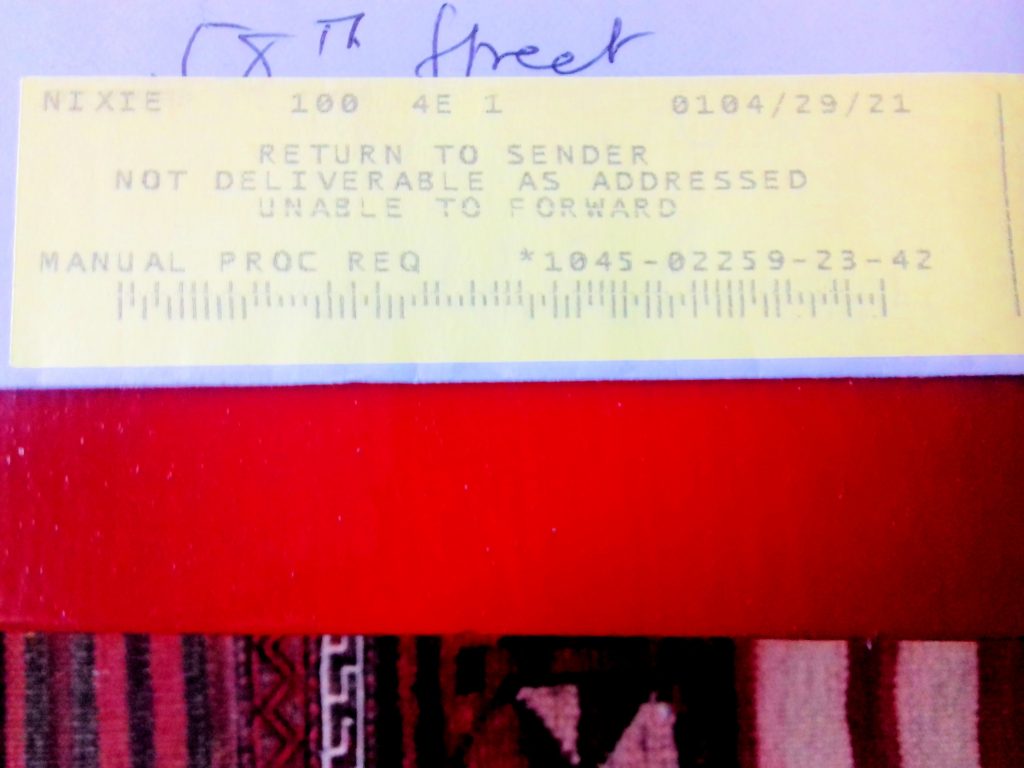 58th Street
NIXIE 100 4E 1 0104/29/21
RETURN TO SENDER
NOT DELIVERABLE AS ADDRESSED
UNABLE TO FORWARD
MANUAL PROC REQ *1045-02259-23-42